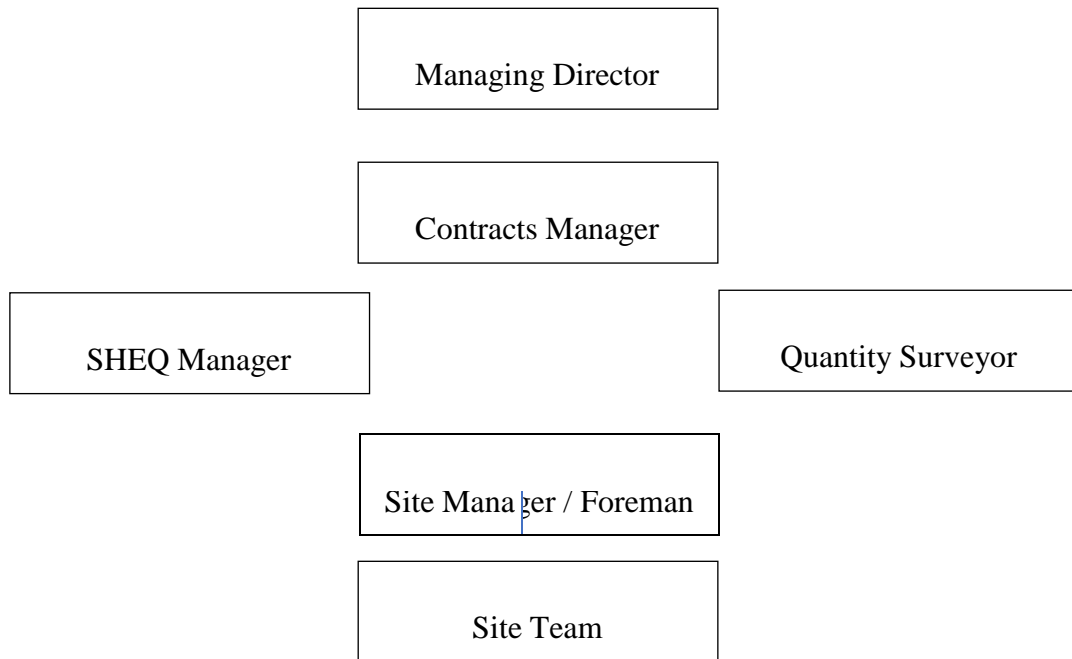 Managing Director
Contracts Manager
SHEQ Manager
Quantity Surveyor
Site Manager / Foreman
Site Team